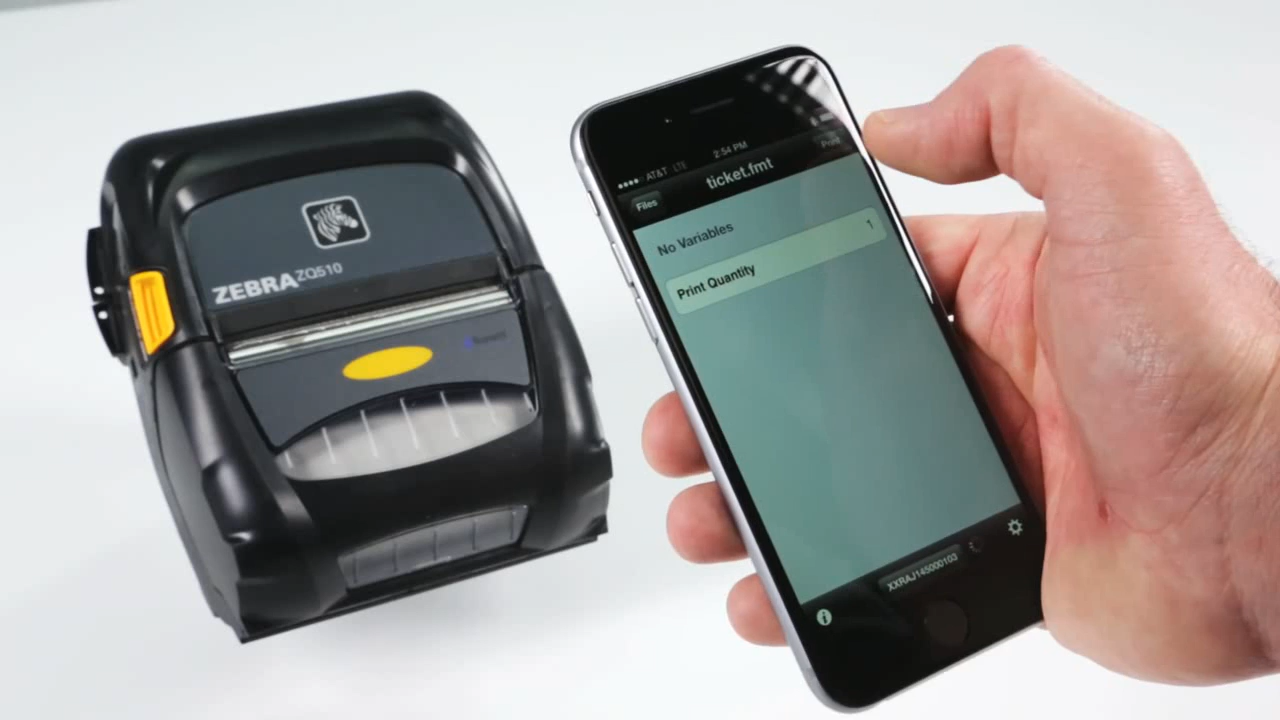 ZEBRA ZQ510
AT&T LTE
2:54 PM
Files
ticket.fmt
Print
No Variables
Print Quantity
1
XXRAJ145000103
i